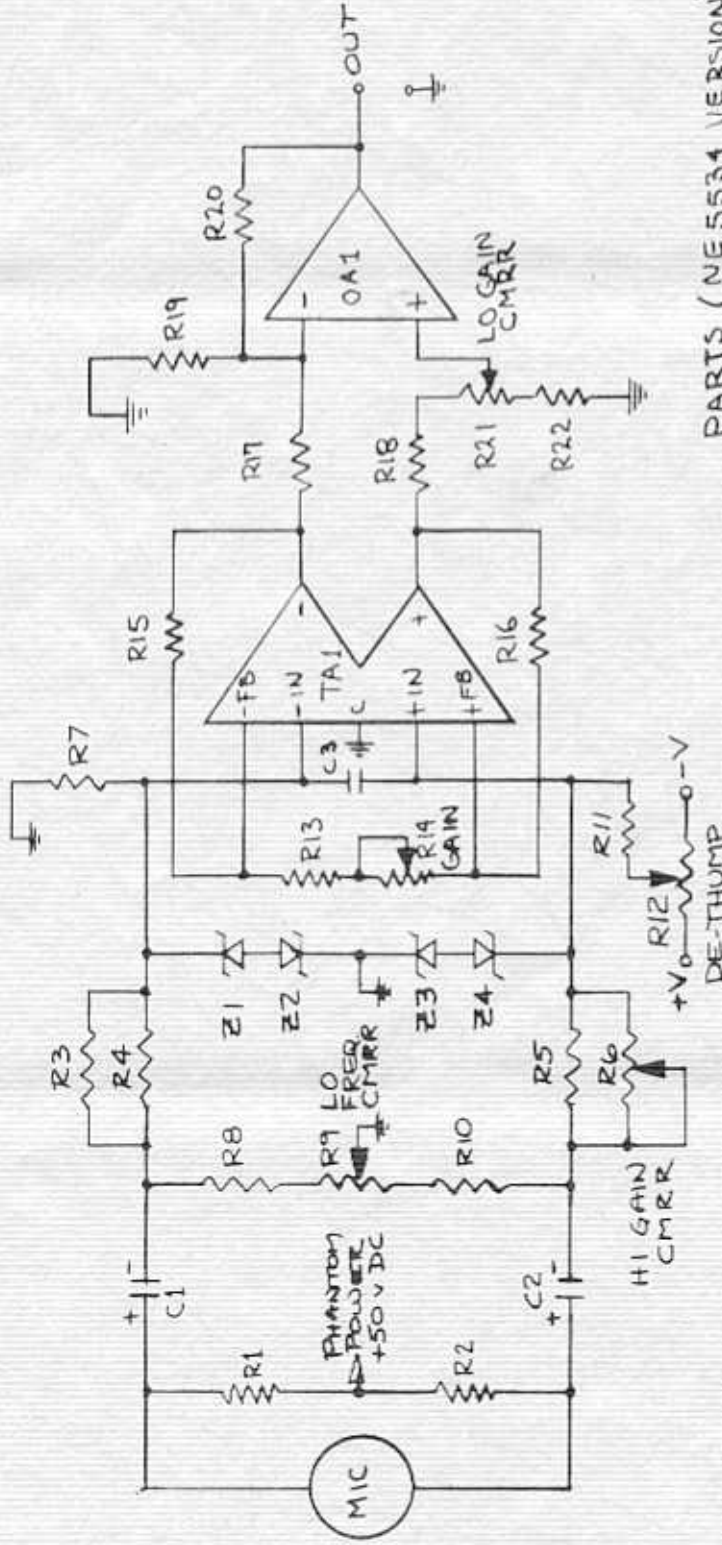 MIC
R1
PHANTOM
POWER
+50 V DC
R2
+
C1
-
+
C2
-
R3
R4
R8
R9
LO
FREQ
CMRR
R10
R5
R6
HI GAIN
CMRR
Z1
Z2
Z3
Z4
R7
R13
R14
GAIN
C3
R11
R12
+V
-V
DE-THUMP
R15
-FB
-IN
TA1
C
+IN
+FB
-
+
R16
R17
R18
R19
R20
-
OA1
+
LO GAIN
CMRR
R21
R22
OUT
PARTS (NE5534 VERSION